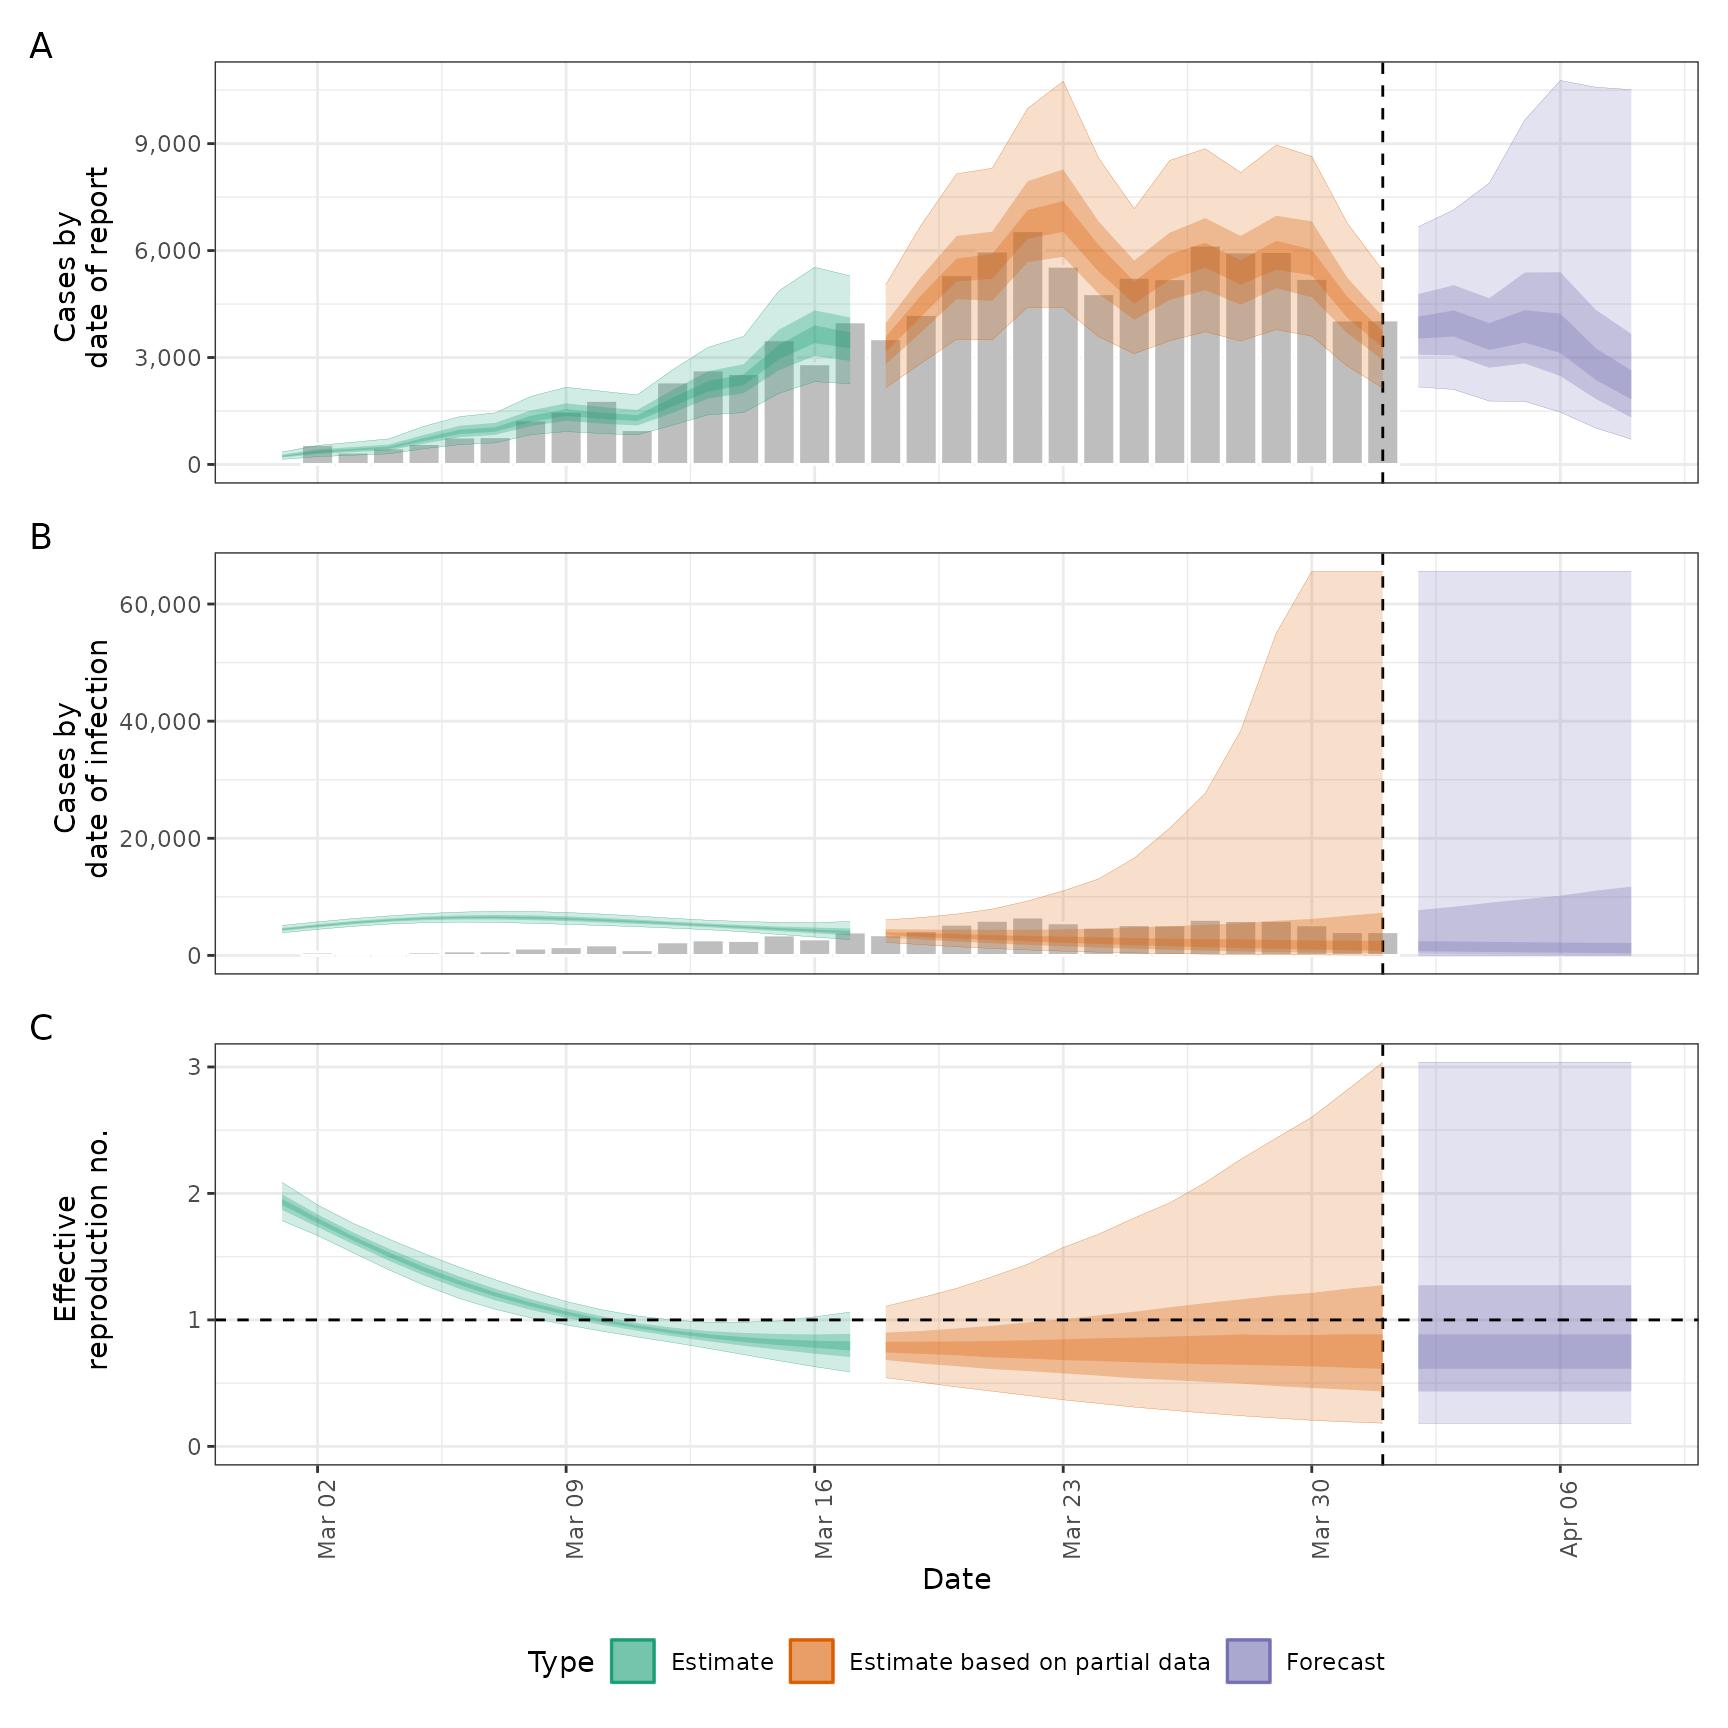 A
Cases by
date of report
9,000
6,000
3,000
0
B
Cases by
date of infection
60,000
40,000
20,000
0
C
Effective
reproduction no.
3
2
1
0
Mar 02
Mar 09
Mar 16
Mar 23
Mar 30
Apr 06
Date
Type
Estimate
Estimate based on partial data
Forecast